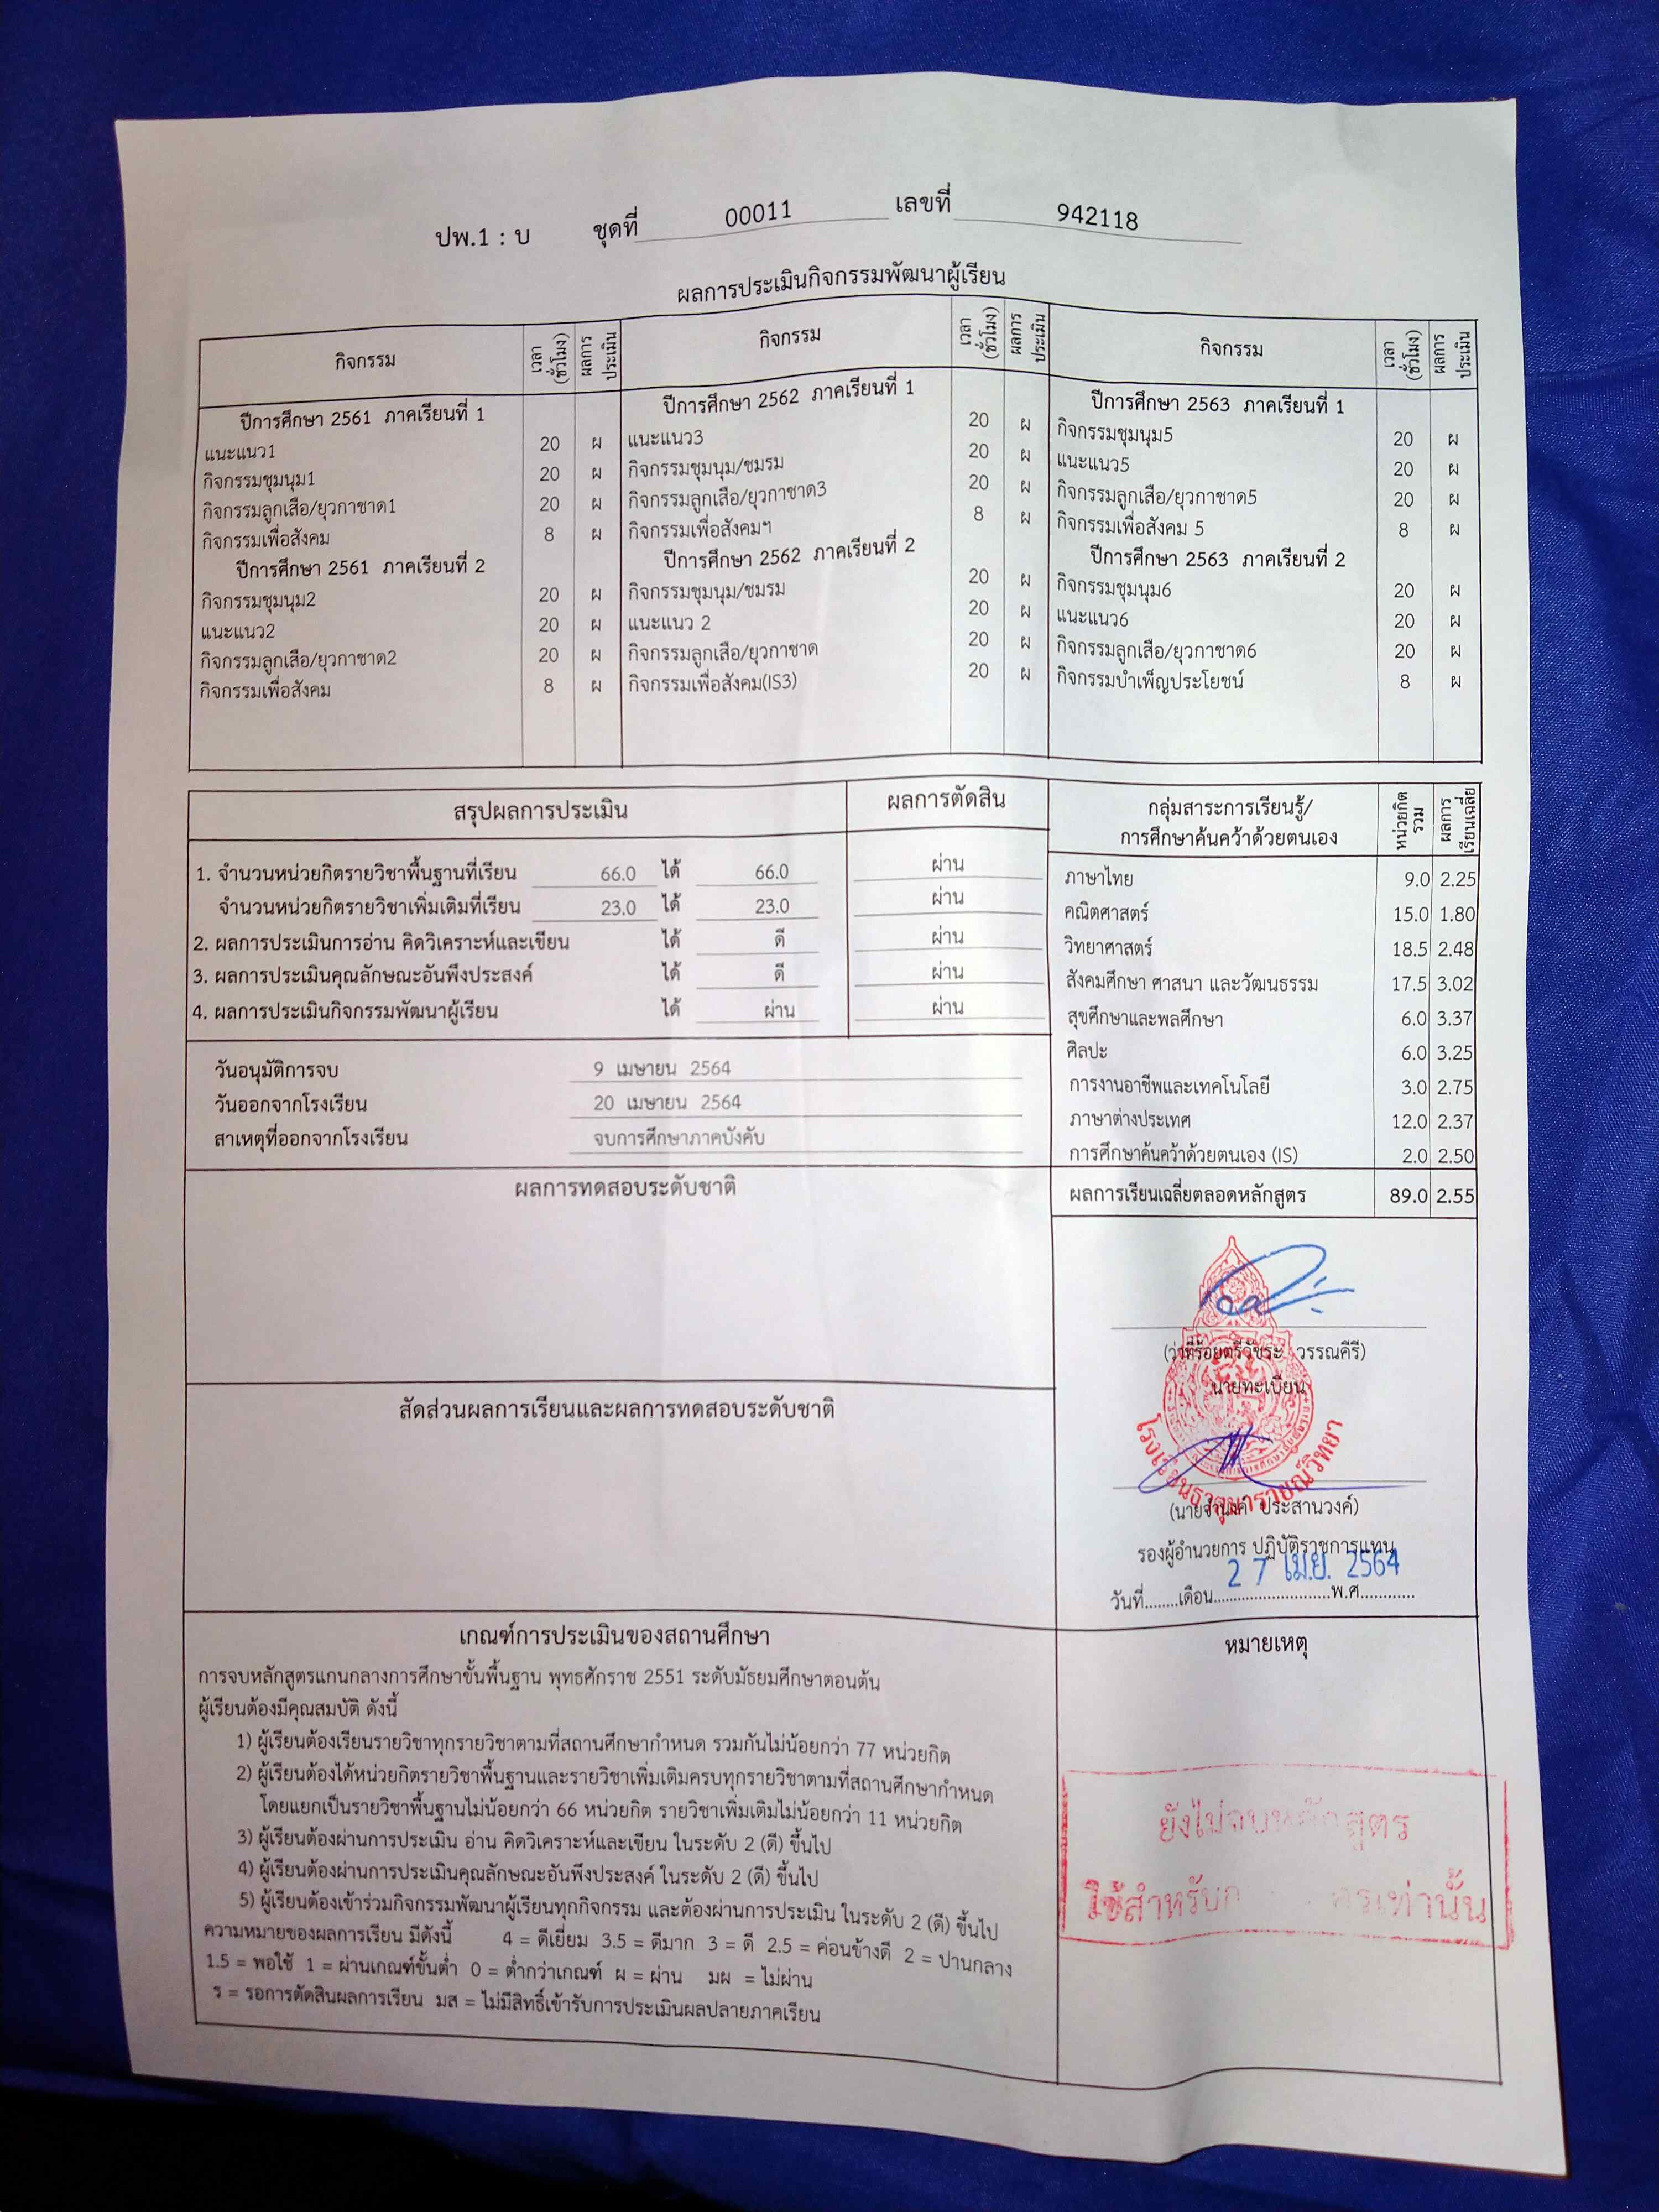 ปพ.1 : บ ชุดที่ 00011 เลขที่ 942118
ผลการประเมินกิจกรรมพัฒนาผู้เรียน
กิจกรรม เวลา (ชั่วโมง) ผลการ ประเมิน กิจกรรม เวลา (ชั่วโมง) ผลการ ประเมิน กิจกรรม เวลา (ชั่วโมง) ผลการ ประเมิน
ปีการศึกษา 2561 ภาคเรียนที่ 1
แนะแนว1 20 ผ
กิจกรรมชุมนุม1 20 ผ
กิจกรรมลูกเสือ/ยุวกาชาด1 20 ผ
กิจกรรมเพื่อสังคม 8 ผ
ปีการศึกษา 2561 ภาคเรียนที่ 2
กิจกรรมชุมนุม2 20 ผ
แนะแนว2 20 ผ
กิจกรรมลูกเสือ/ยุวกาชาด2 20 ผ
กิจกรรมเพื่อสังคม 8 ผ
ปีการศึกษา 2562 ภาคเรียนที่ 1
แนะแนว3 20 ผ
กิจกรรมชุมนุม/ชมรม 20 ผ
กิจกรรมลูกเสือ/ยุวกาชาด3 20 ผ
กิจกรรมเพื่อสังคมฯ 8 ผ
ปีการศึกษา 2562 ภาคเรียนที่ 2
กิจกรรมชุมนุม/ชมรม 20 ผ
แนะแนว 2 20 ผ
กิจกรรมลูกเสือ/ยุวกาชาด 20 ผ
กิจกรรมเพื่อสังคม(IS3) 20 ผ
ปีการศึกษา 2563 ภาคเรียนที่ 1
กิจกรรมชุมนุม5 20 ผ
แนะแนว5 20 ผ
กิจกรรมลูกเสือ/ยุวกาชาด5 20 ผ
กิจกรรมเพื่อสังคม 5 8 ผ
ปีการศึกษา 2563 ภาคเรียนที่ 2
กิจกรรมชุมนุม6 20 ผ
แนะแนว6 20 ผ
กิจกรรมลูกเสือ/ยุวกาชาด6 20 ผ
กิจกรรมบำเพ็ญประโยชน์ 8 ผ
สรุปผลการประเมิน ผลการตัดสิน
1. จำนวนหน่วยกิตรายวิชาพื้นฐานที่เรียน 66.0 ได้ 66.0 ผ่าน
จำนวนหน่วยกิตรายวิชาเพิ่มเติมที่เรียน 23.0 ได้ 23.0 ผ่าน
2. ผลการประเมินการอ่าน คิดวิเคราะห์และเขียน ได้ ดี ผ่าน
3. ผลการประเมินคุณลักษณะอันพึงประสงค์ ได้ ดี ผ่าน
4. ผลการประเมินกิจกรรมพัฒนาผู้เรียน ได้ ผ่าน ผ่าน
วันอนุมัติการจบ 9 เมษายน 2564
วันออกจากโรงเรียน 20 เมษายน 2564
สาเหตุที่ออกจากโรงเรียน จบการศึกษาภาคบังคับ
กลุ่มสาระการเรียนรู้/
การศึกษาค้นคว้าด้วยตนเอง หน่วยกิต รวม ผลการ เรียนเฉลี่ย
ภาษาไทย 9.0 2.25
คณิตศาสตร์ 15.0 1.80
วิทยาศาสตร์ 18.5 2.48
สังคมศึกษา ศาสนา และวัฒนธรรม 17.5 3.02
สุขศึกษาและพลศึกษา 6.0 3.37
ศิลปะ 6.0 3.25
การงานอาชีพและเทคโนโลยี 3.0 2.75
ภาษาต่างประเทศ 12.0 2.37
การศึกษาค้นคว้าด้วยตนเอง (IS) 2.0 2.50
ผลการเรียนเฉลี่ยตลอดหลักสูตร 89.0 2.55
ผลการทดสอบระดับชาติ
สัดส่วนผลการเรียนและผลการทดสอบระดับชาติ
(ว่าที่ร้อยตรีวัชระ วรรณคีรี)
นายทะเบียน
ประสานวงค์)
รองผู้อำนวยการ ปฏิบัติราชการแทน
27 เม.ย. 2564
วันที่........เดือน............................พ.ศ............
เกณฑ์การประเมินของสถานศึกษา
การจบหลักสูตรแกนกลางการศึกษาขั้นพื้นฐาน พุทธศักราช 2551 ระดับมัธยมศึกษาตอนต้น
ผู้เรียนต้องมีคุณสมบัติ ดังนี้
1) ผู้เรียนต้องเรียนรายวิชาทุกรายวิชาตามที่สถานศึกษากำหนด รวมกันไม่น้อยกว่า 77 หน่วยกิต
2) ผู้เรียนต้องได้หน่วยกิตรายวิชาพื้นฐานและรายวิชาเพิ่มเติมครบทุกรายวิชาตามที่สถานศึกษากำหนด
โดยแยกเป็นรายวิชาพื้นฐานไม่น้อยกว่า 66 หน่วยกิต รายวิชาเพิ่มเติมไม่น้อยกว่า 11 หน่วยกิต
3) ผู้เรียนต้องผ่านการประเมิน อ่าน คิดวิเคราะห์และเขียน ในระดับ 2 (ดี) ขึ้นไป
4) ผู้เรียนต้องผ่านการประเมินคุณลักษณะอันพึงประสงค์ ในระดับ 2 (ดี) ขึ้นไป
5) ผู้เรียนต้องเข้าร่วมกิจกรรมพัฒนาผู้เรียนทุกกิจกรรม และต้องผ่านการประเมิน ในระดับ 2 (ดี) ขึ้นไป
ความหมายของผลการเรียน มีดังนี้ 4 = ดีเยี่ยม 3.5 = ดีมาก 3 = ดี 2.5 = ค่อนข้างดี 2 = ปานกลาง
1.5 = พอใช้ 1 = ผ่านเกณฑ์ขั้นต่ำ 0 = ต่ำกว่าเกณฑ์ ผ = ผ่าน มผ = ไม่ผ่าน
ร = รอการตัดสินผลการเรียน มส = ไม่มีสิทธิ์เข้ารับการประเมินผลปลายภาคเรียน
หมายเหตุ
ยังไม่จบหลักสูตร
ใช้สำหรับ